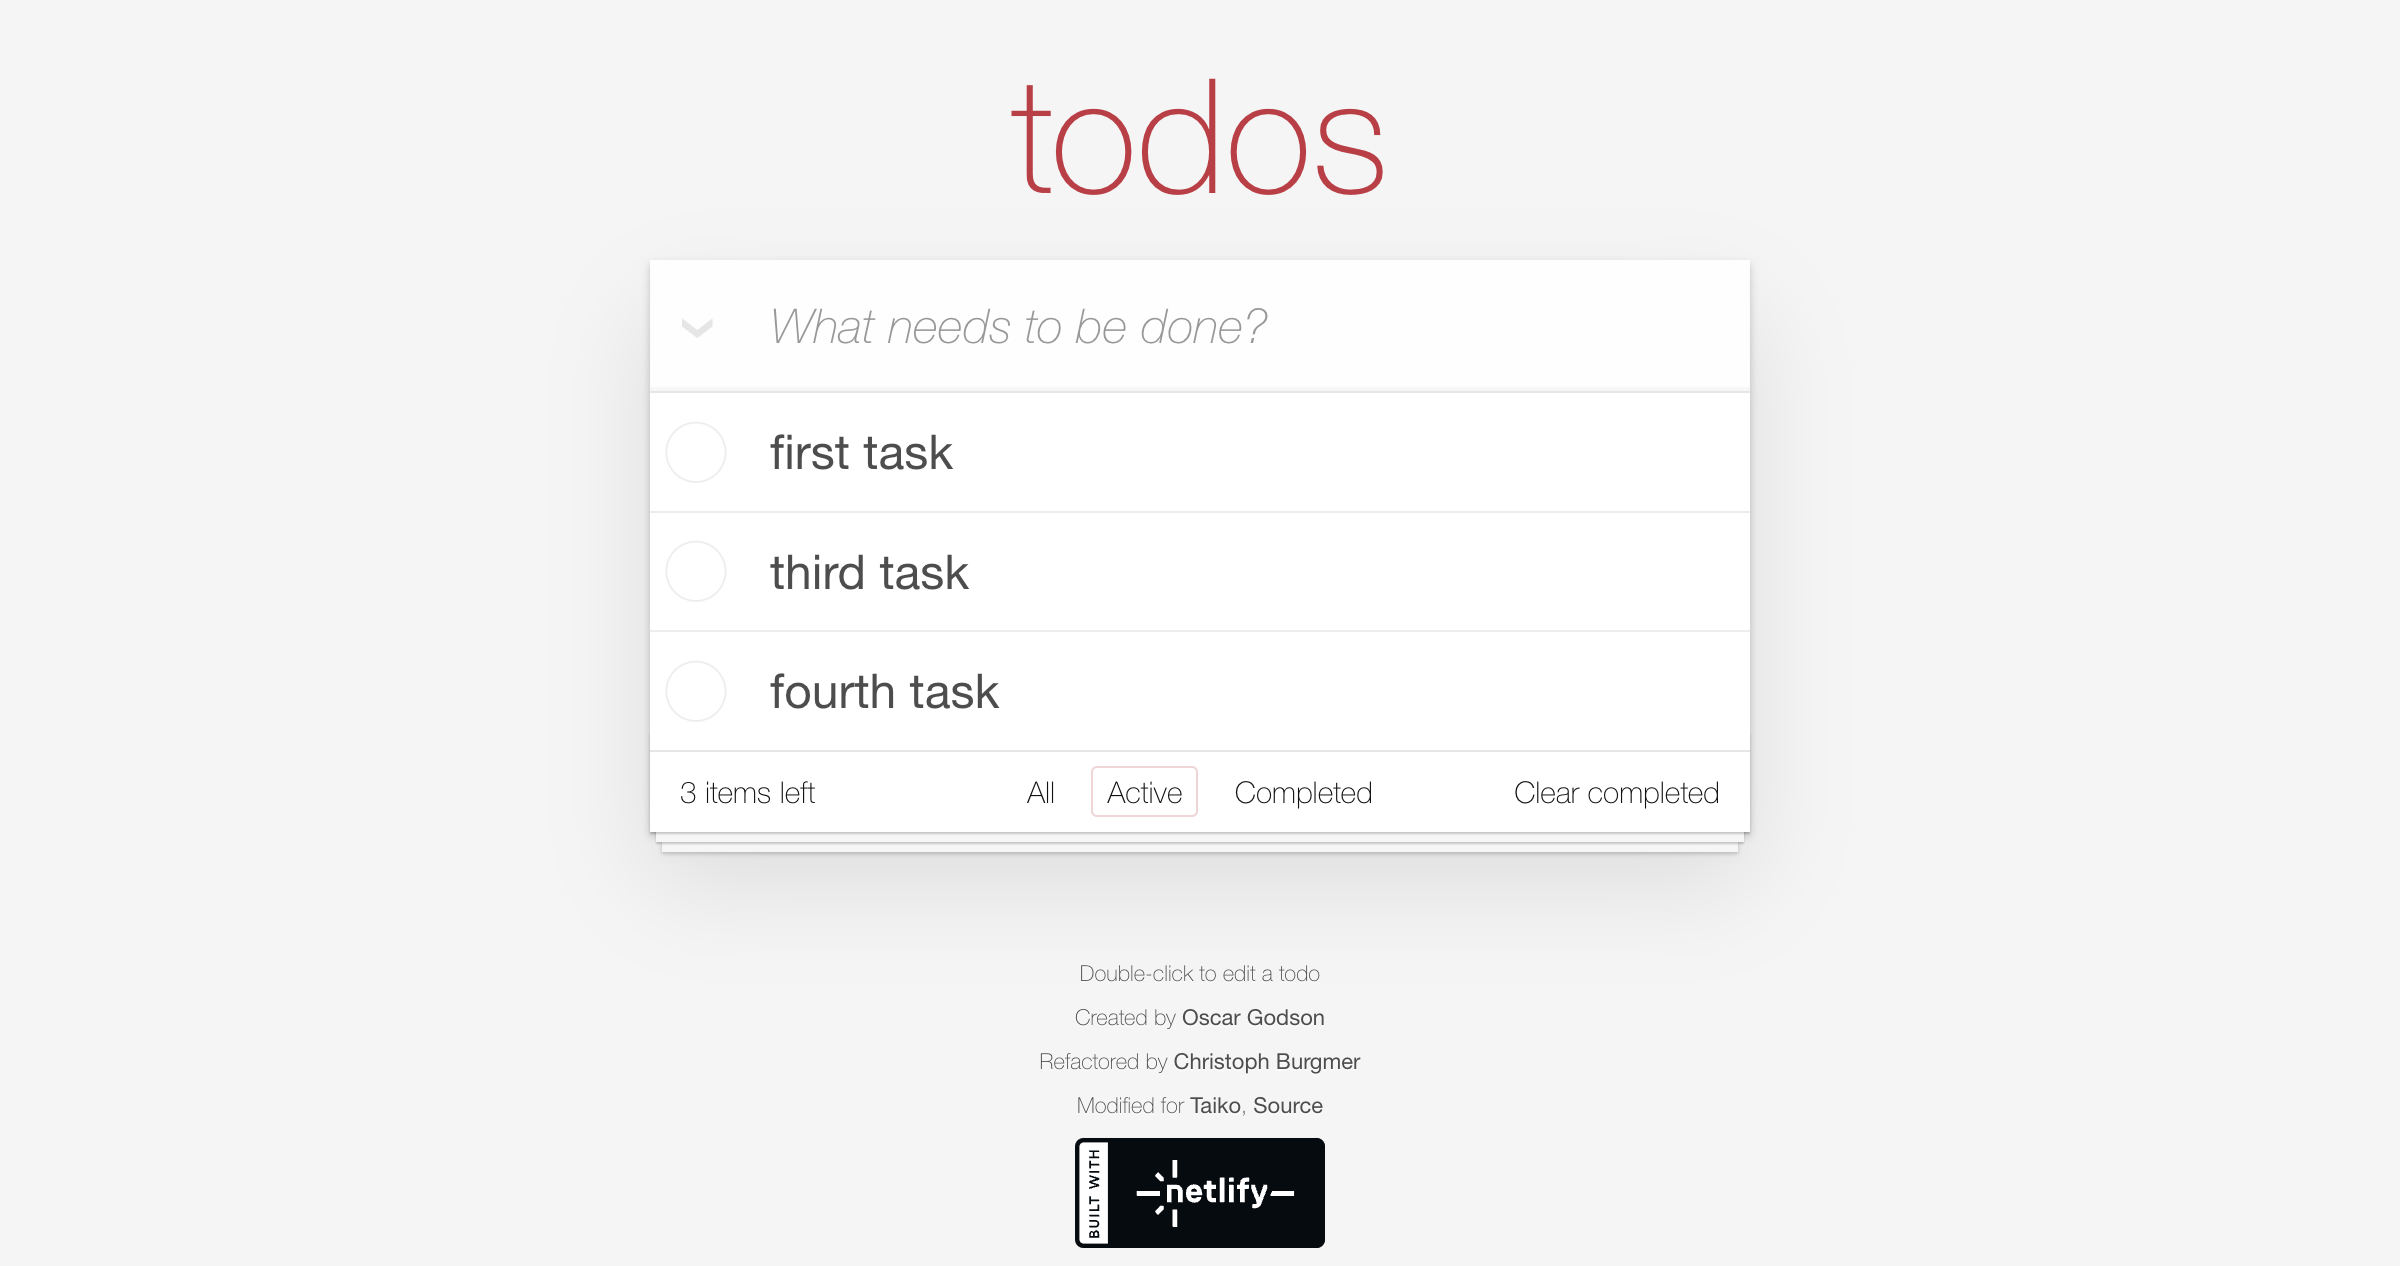 todos
What needs to be done?
first task
third task
fourth task
3 items left All Active Completed Clear completed
Double-click to edit a todo
Created by Oscar Godson
Refactored by Christoph Burgmer
Modified for Taiko, Source
BUILT WITH netlify